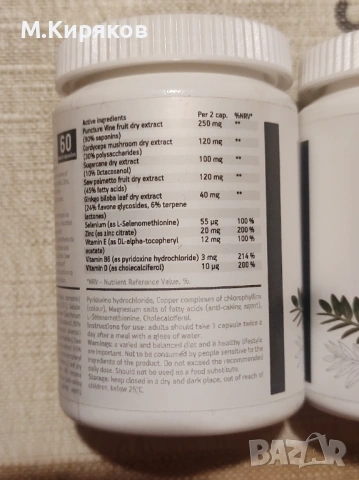 М.Киряков
60
Active ingredients Per 2 cap. %NRV*
Puncture Vine fruit dry extract 250 mg **
(90% saponins)
Cordyceps mushroom dry extract 120 mg **
(30% polysaccharides)
Sugarcane dry extract 100 mg **
(10% Octacosanol)
Saw palmetto fruit dry extract 120 mg **
(45% fatty acids)
Ginkgo biloba leaf dry extract 40 mg **
(24% flavone glycosides, 6% terpene
lactones)
Selenium (as L-Selenomethionine) 55 µg 100 %
Zinc (as zinc citrate) 20 mg 200 %
Vitamin E (as DL-alpha-tocopheryl 12 mg 100 %
acetate)
Vitamin B6 (as pyridoxine hydrochloride) 3 mg 214 %
Vitamin D (as cholecalciferol) 10 µg 200 %
*NRV - Nutrient Reference Value, %.
Pyridoxine hydrochloride, Copper complexes of chlorophyllins
(colour), Magnesium salts of fatty acids (anti-caking agent),
L-Selenomethionine, Cholecalciferol.
Instructions for use: adults should take 1 capsule twice a
day after a meal with a glass of water.
Warnings: a varied and balanced diet and a healthy lifestyle
are important. Not to be consumed by people sensitive to the
ingredients of the product. Do not exceed the recommended
daily dose. Should not be used as a food substitute.
Storage: keep closed in a dry and dark place, out of reach of
children, below 25°C.
BAZAR